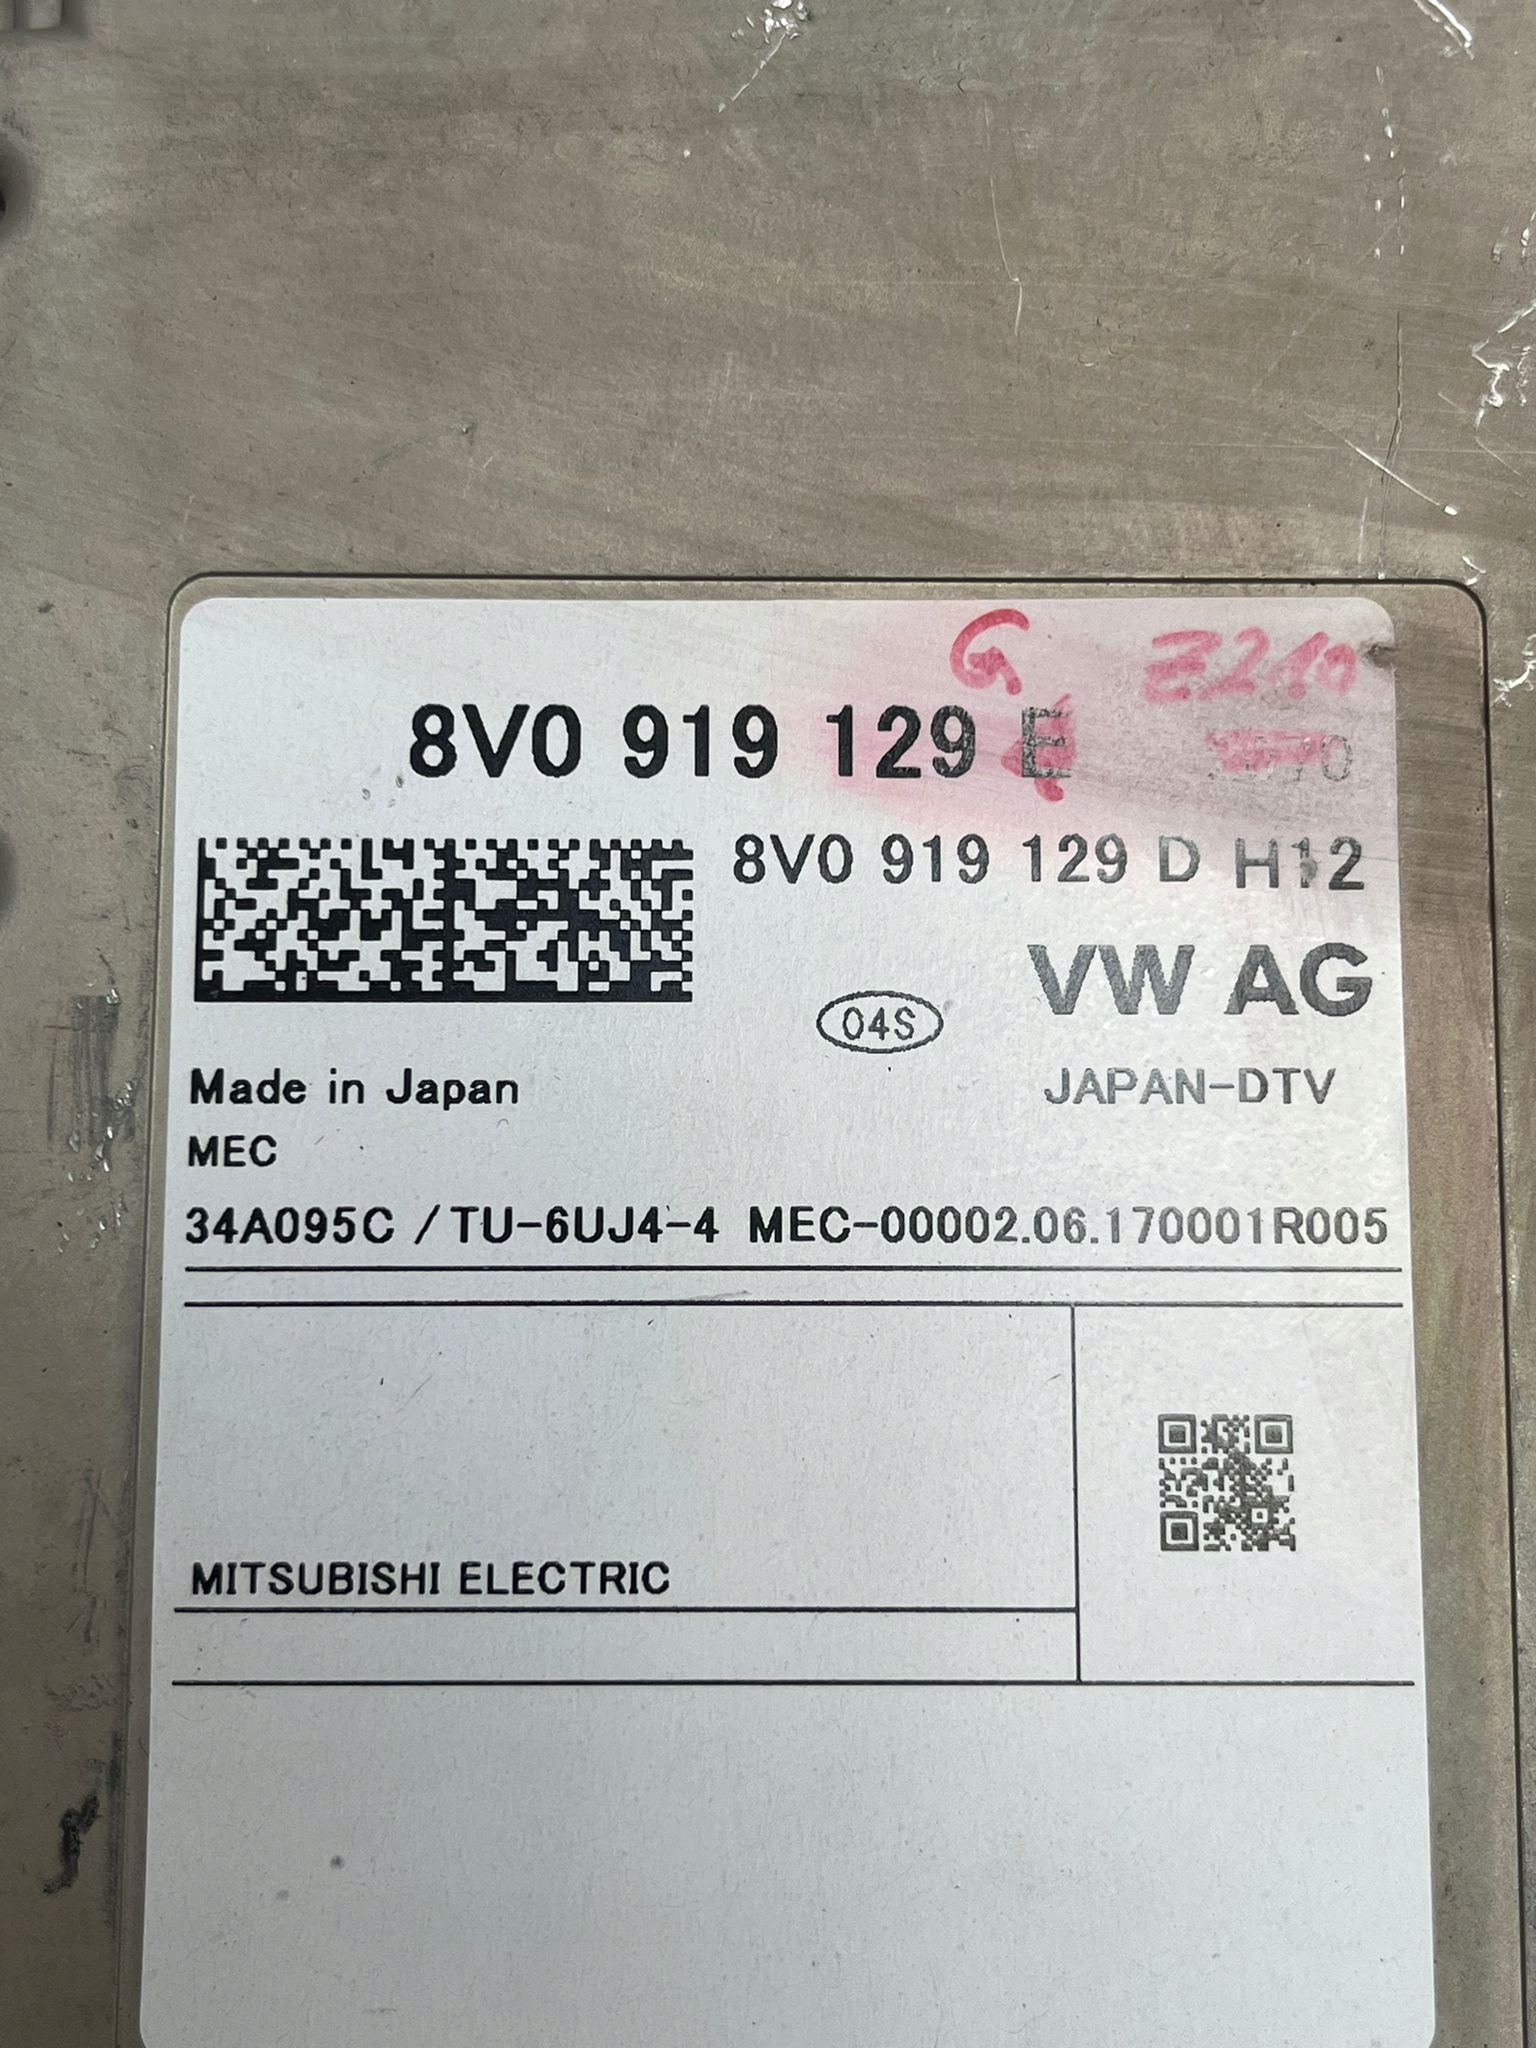 G Z210
8V0 919 129 E
8V0 919 129 D H12
VW AG
04S
Made in Japan
JAPAN-DTV
MEC
34A095C /TU-6UJ4-4 MEC-00002.06.170001R005
MITSUBISHI ELECTRIC